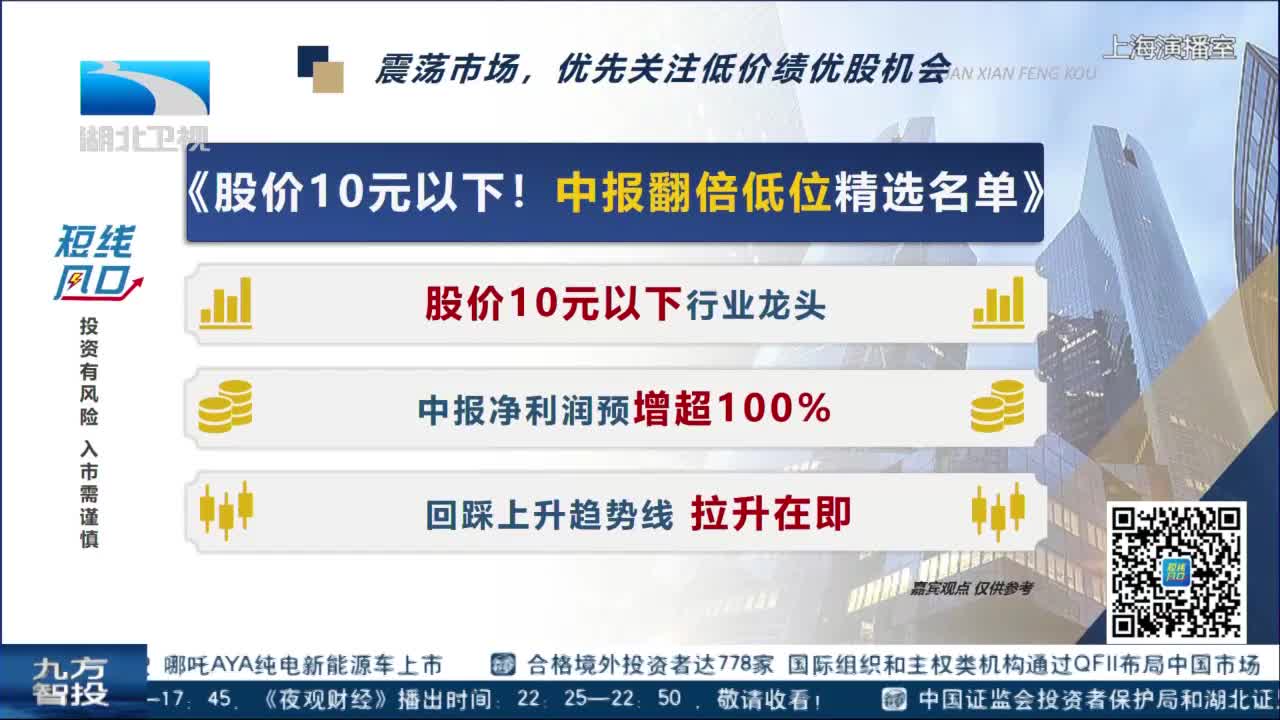 震荡市场，优先关注低价绩优股机会
AN XIAN FENG KOU
上海演播室
湖北卫视
《股价10元以下！中报翻倍低位精选名单》
短线
风口
股价10元以下行业龙头
中报净利润预增超100%
回踩上升趋势线 拉升在即
投资有风险 入市需谨慎
短线
风口
嘉宾观点 仅供参考
九方
智投
哪吒AYA纯电新能源车上市 合格境外投资者达778家 国际组织和主权类机构通过QFII布局中国市场
—17：45. 《夜观财经》播出时间：22：25—22：50 ，敬请收看！ 中国证监会投资者保护局和湖北证